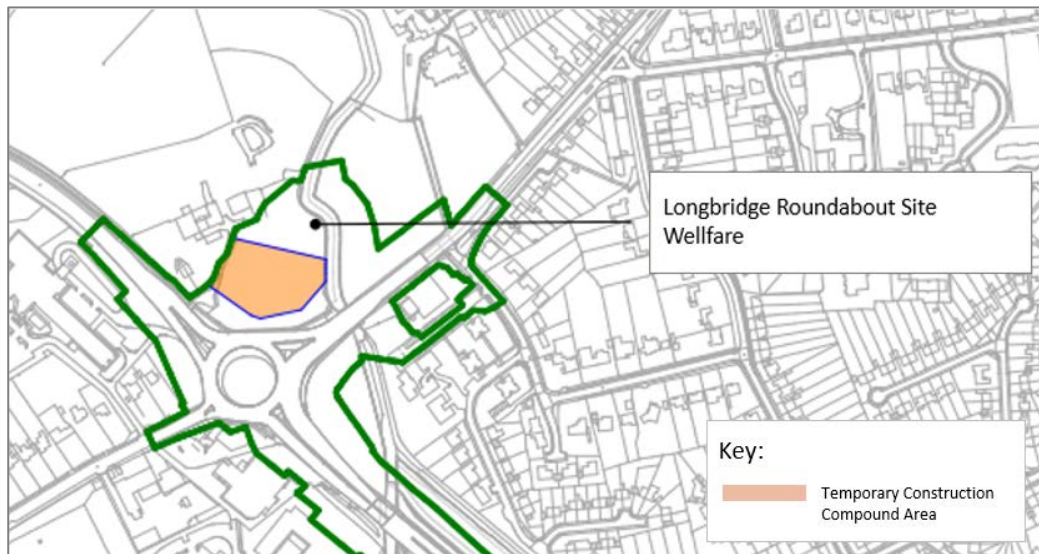 Longbridge Roundabout Site
Wellfare
Key:
Temporary Construction
Compound Area